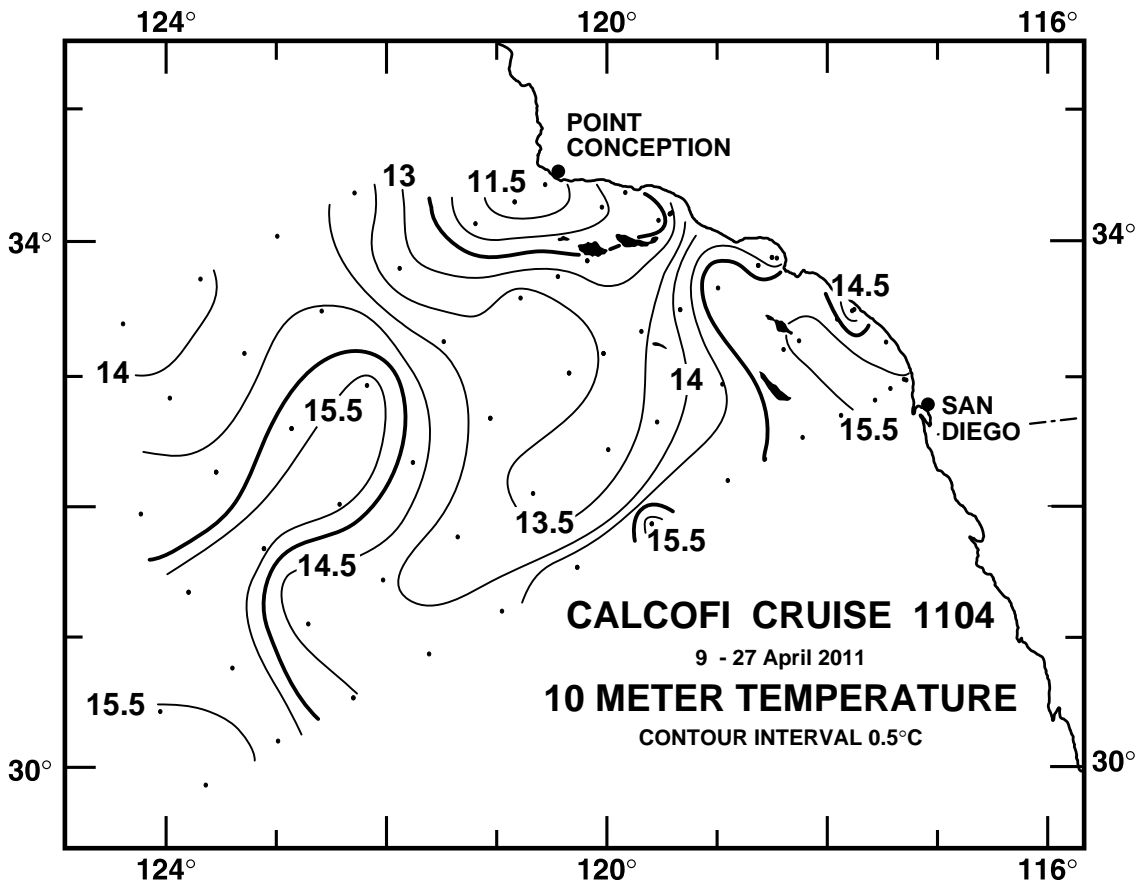 124° 120° 116°
POINT
CONCEPTION
13 11.5
34° 34°
14.5
14 14
15.5 SAN
15.5 DIEGO
13.5 15.5
14.5
CALCOFI CRUISE 1104
9 - 27 April 2011
10 METER TEMPERATURE
15.5
CONTOUR INTERVAL 0.5°C
30° 30°
124° 120° 116°